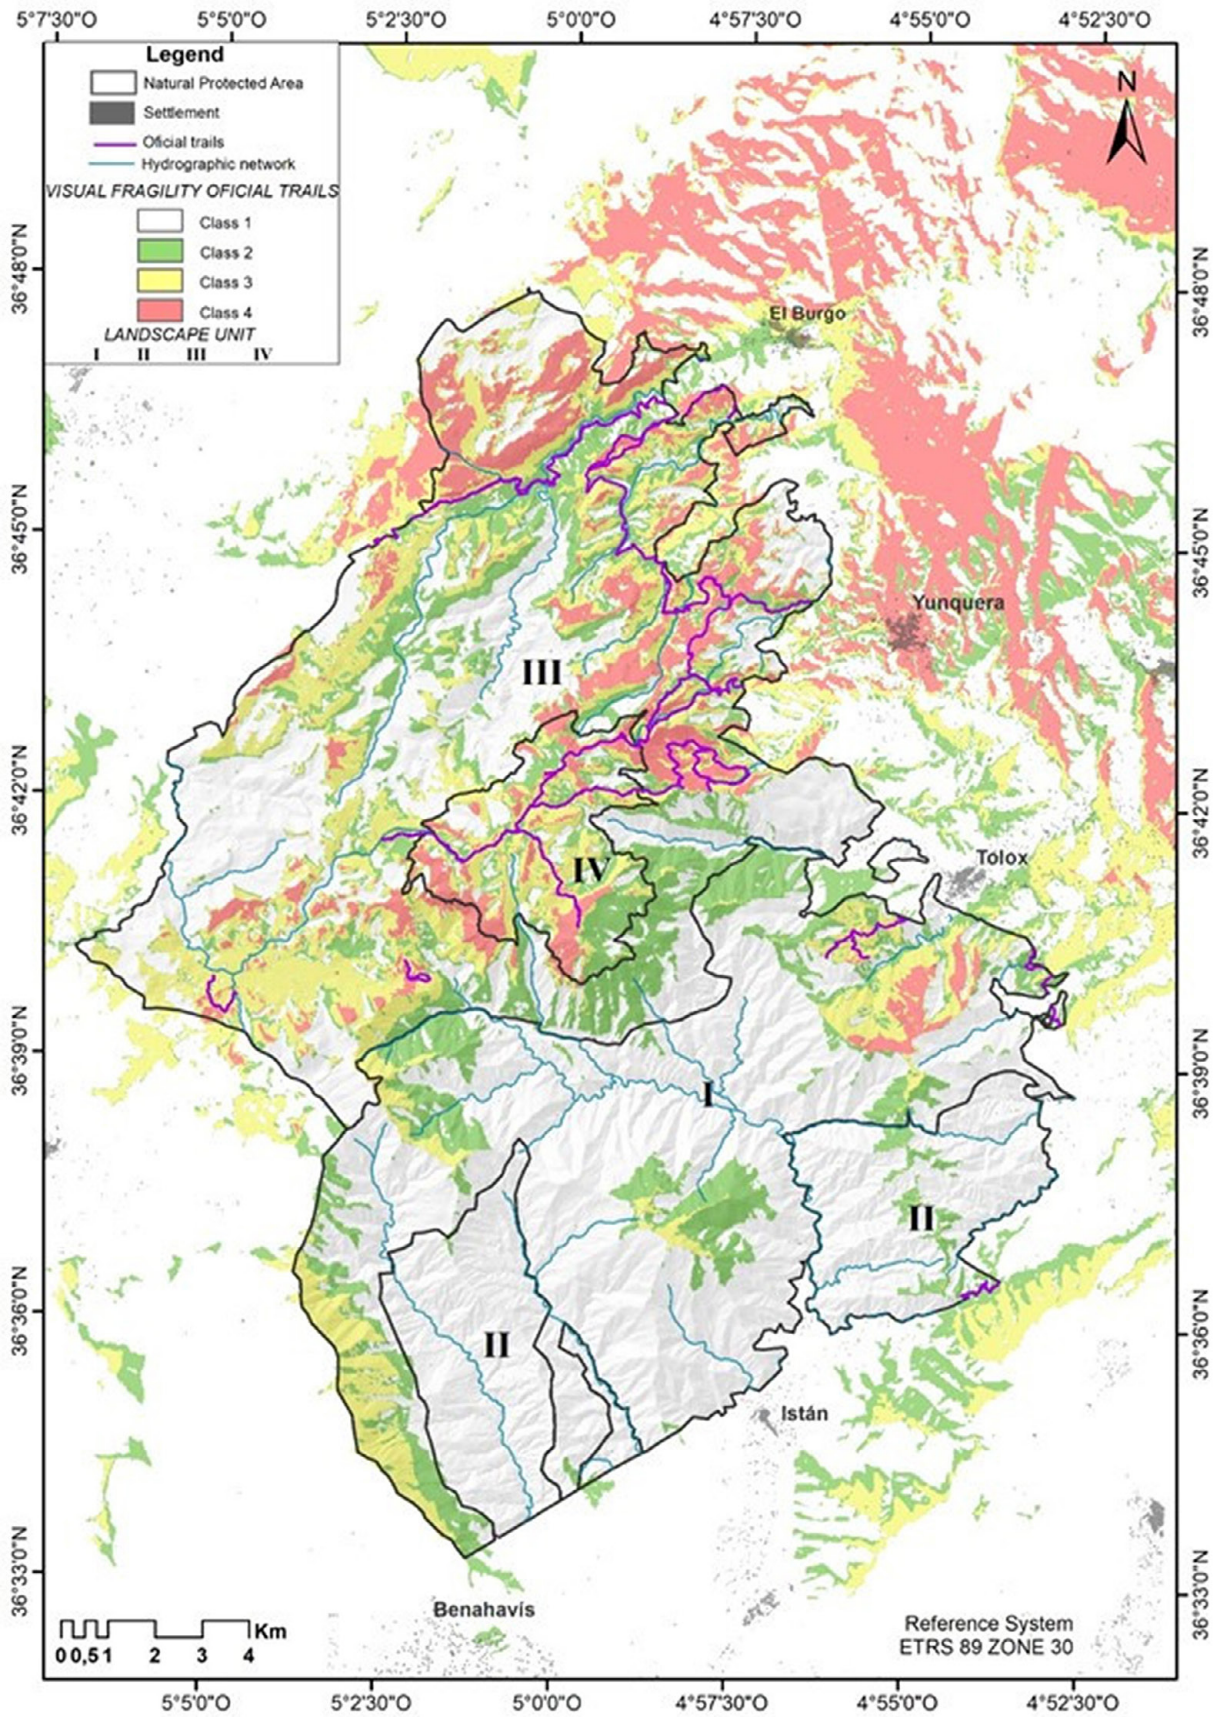 5°7'30"O 5°5'0"O 5°2'30"O 5°0'0"O 4°57'30"O 4°55'0"O 4°52'30"O
Legend
Natural Protected Area
Settlement
Oficial trails
Hydrographic network
VISUAL FRAGILITY OFICIAL TRAILS
Class 1
Class 2
Class 3
Class 4
LANDSCAPE UNIT
I II III IV
N
36°48'0"N
36°48'0"N
El Burgo
36°45'0"N
36°45'0"N
Yunquera
III
36°42'0"N
36°42'0"N
Tolox
IV
36°39'0"N
36°39'0"N
I
II
36°36'0"N
36°36'0"N
II
Istán
36°33'0"N
36°33'0"N
Benahavís
0 0,5 1 2 3 4 Km
Reference System
ETRS 89 ZONE 30
5°5'0"O 5°2'30"O 5°0'0"O 4°57'30"O 4°55'0"O 4°52'30"O